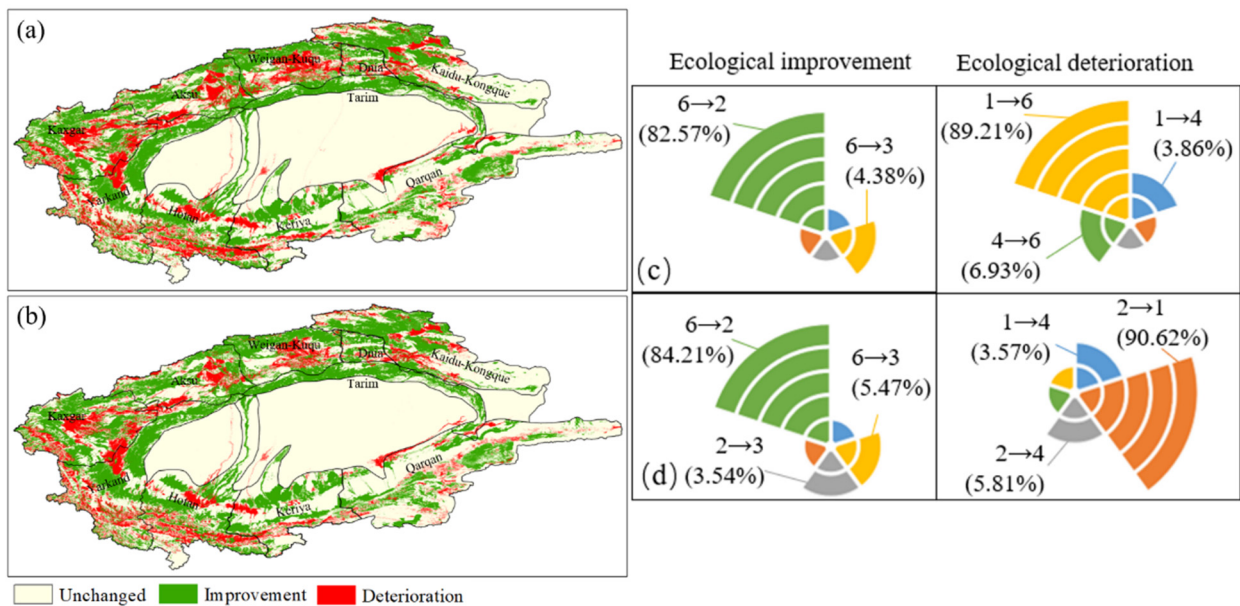 (a)
Weigan-Kuqu
Dina
Kaidu-Kongque
Aksu
Tarim
Kaxgar
Qarqan
Yarkand
Hotan
Keriya
(b)
Weigan-Kuqu
Dina
Kaidu-Kongque
Aksu
Tarim
Kaxgar
Qarqan
Yarkand
Hotan
Keriya
Unchanged
Improvement
Deterioration
Ecological improvement
Ecological deterioration
6→2
(82.57%)
6→3
(4.38%)
(c)
1→6
(89.21%)
1→4
(3.86%)
4→6
(6.93%)
6→2
(84.21%)
6→3
(5.47%)
2→3
(3.54%)
(d)
1→4
(3.57%)
2→1
(90.62%)
2→4
(5.81%)